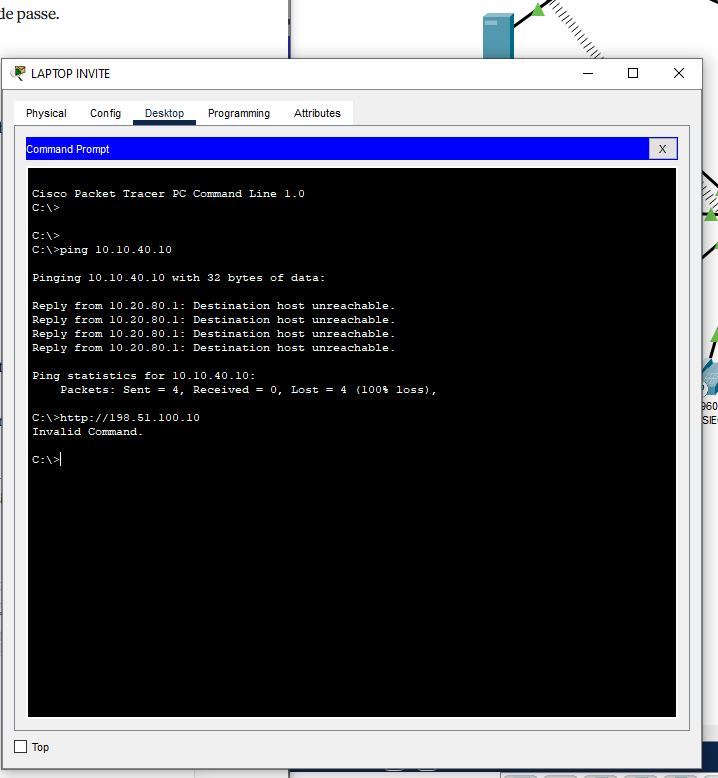 de passe.
LAPTOP INVITE
Physical Config Desktop Programming Attributes
Command Prompt X
Cisco Packet Tracer PC Command Line 1.0
C:\>
C:\>
C:\>ping 10.10.40.10
Pinging 10.10.40.10 with 32 bytes of data:
Reply from 10.20.80.1: Destination host unreachable.
Reply from 10.20.80.1: Destination host unreachable.
Reply from 10.20.80.1: Destination host unreachable.
Reply from 10.20.80.1: Destination host unreachable.
Ping statistics for 10.10.40.10:
Packets: Sent = 4, Received = 0, Lost = 4 (100% loss),
C:\>http://198.51.100.10
Invalid Command.
C:\>
960
SIE
Top